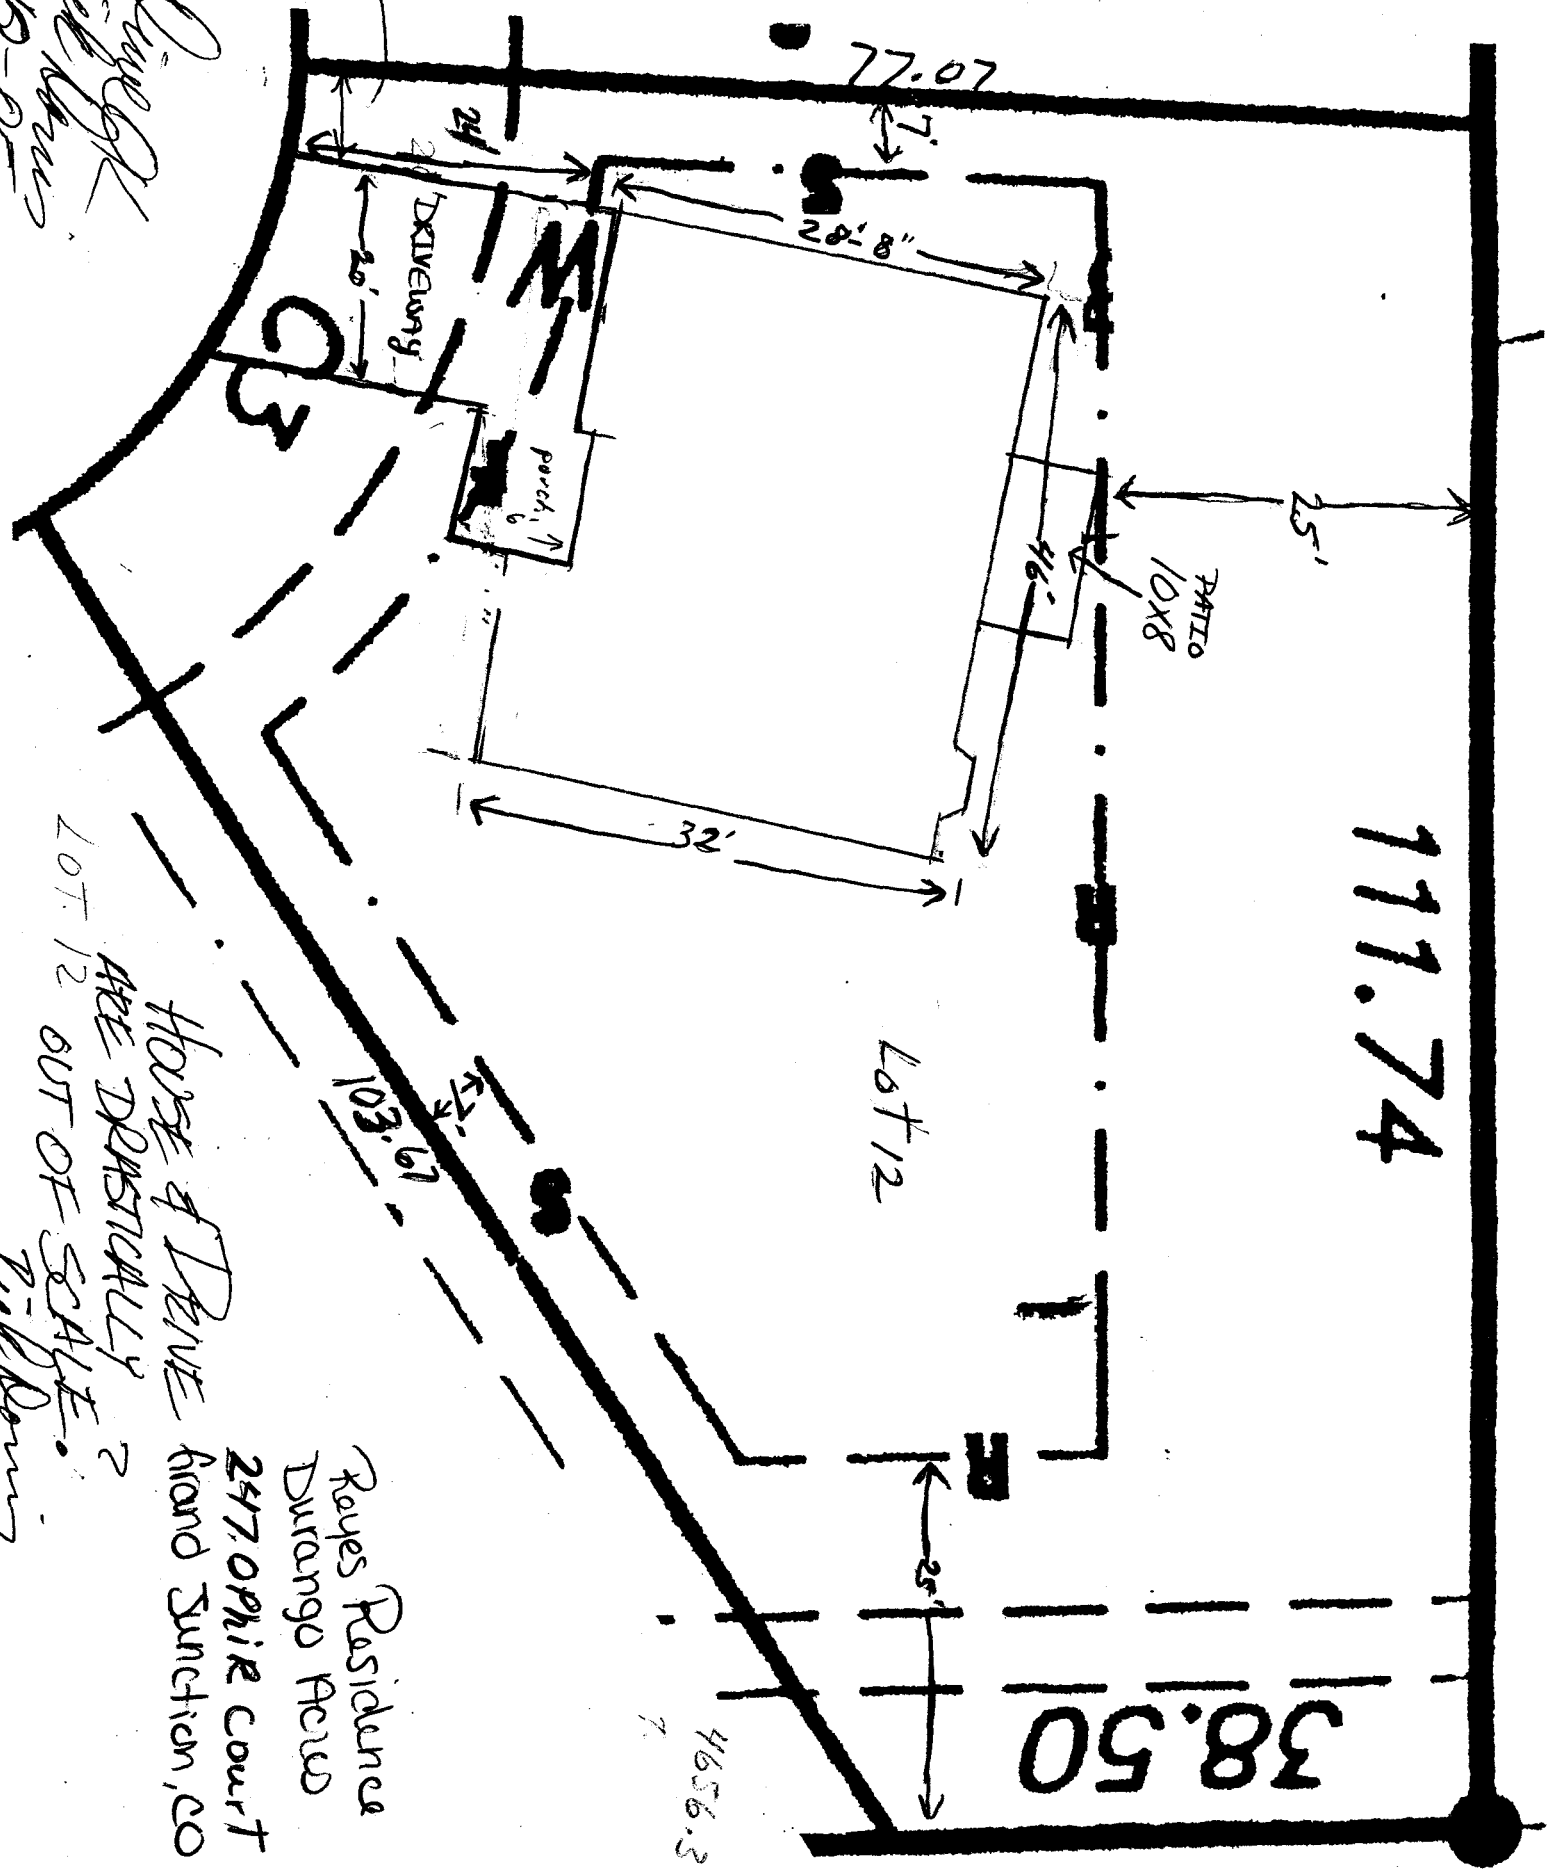 77.07
7'
24'
20'
DRIVEWAY
28'-8"
25'
PATIO
10x8
46'
porch
6
C3
32'
111.74
Lot 12
LOT 12
HOUSE & DRIVE
ARE DRASTICALLY
OUT OF SCALE.
7'
103.67
S
S
R
25'
38.50
4656.3
Reyes Residence
Durango Acres
247 OPHIR COURT
Grand Junction, CO